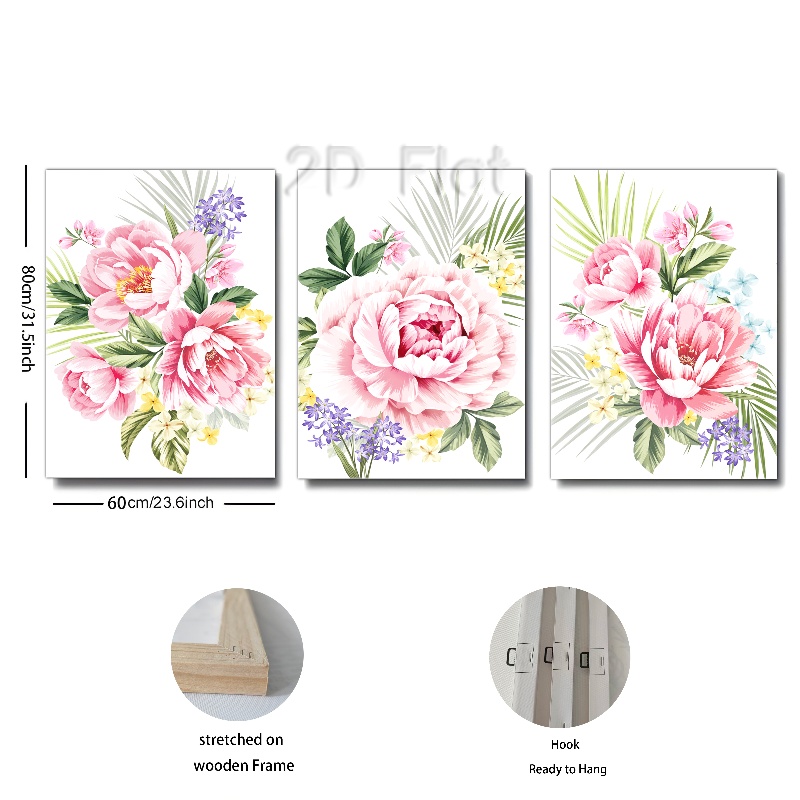 2D Flat
80cm/31.5inch
60cm/23.6inch
stretched on
wooden Frame
Hook
Ready to Hang